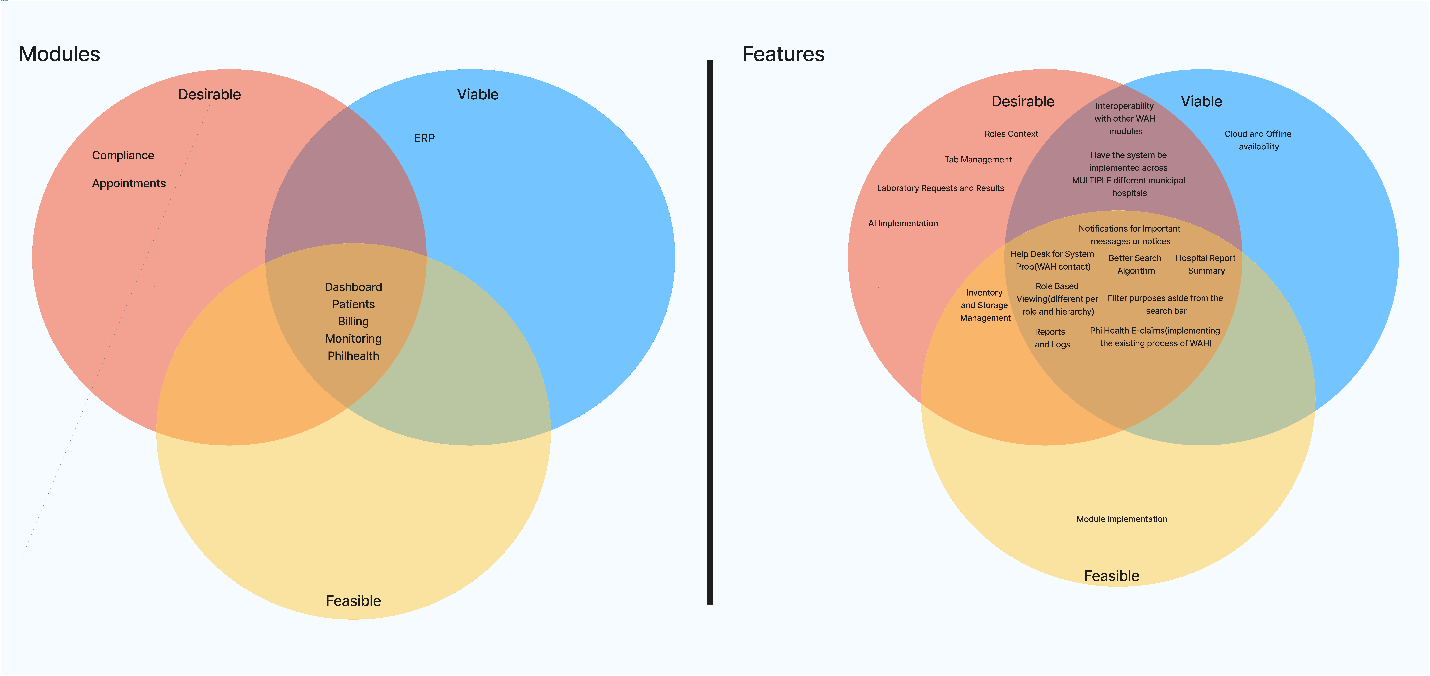 Modules
Desirable
Viable
Compliance
Appointments
ERP
Dashboard
Patients
Billing
Monitoring
Philhealth
Feasible
Features
Desirable
Viable
Interoperability
with other WAH
modules
Roles Context
Tab Management
Laboratory Requests and Results
AI Implementation
Cloud and Offline
availability
Have the system be
implemented across
MULTIPLE different municipal
hospitals
Notifications for Important
messages or notices
Help Desk for System
Prob(WAH contact)
Better Search
Algorithm
Hospital Report
Summary
Inventory
and Storage
Management
Role Based
Viewing(different per
role and hierarchy)
Filter purposes aside from the
search bar
Reports
and Logs
Phil Health E-claims(implementing
the existing process of WAH)
Module Implementation
Feasible